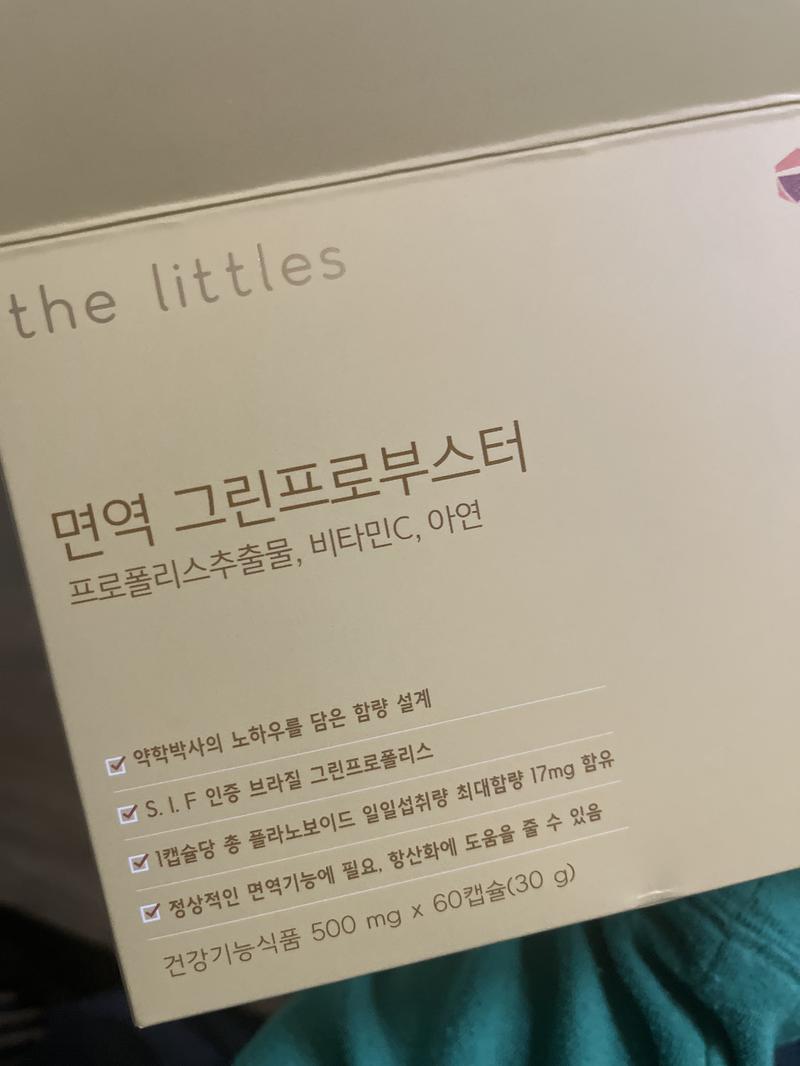 the littles
면역 그린프로부스터
프로폴리스추출물, 비타민C, 아연
약학박사의 노하우를 담은 함량 설계
S. I. F 인증 브라질 그린프로폴리스
1캡슐당 총 플라노보이드 일일섭취량 최대함량 17mg 함유
정상적인 면역기능에 필요, 항산화에 도움을 줄 수 있음
건강기능식품 500 mg x 60캡슐(30 g)